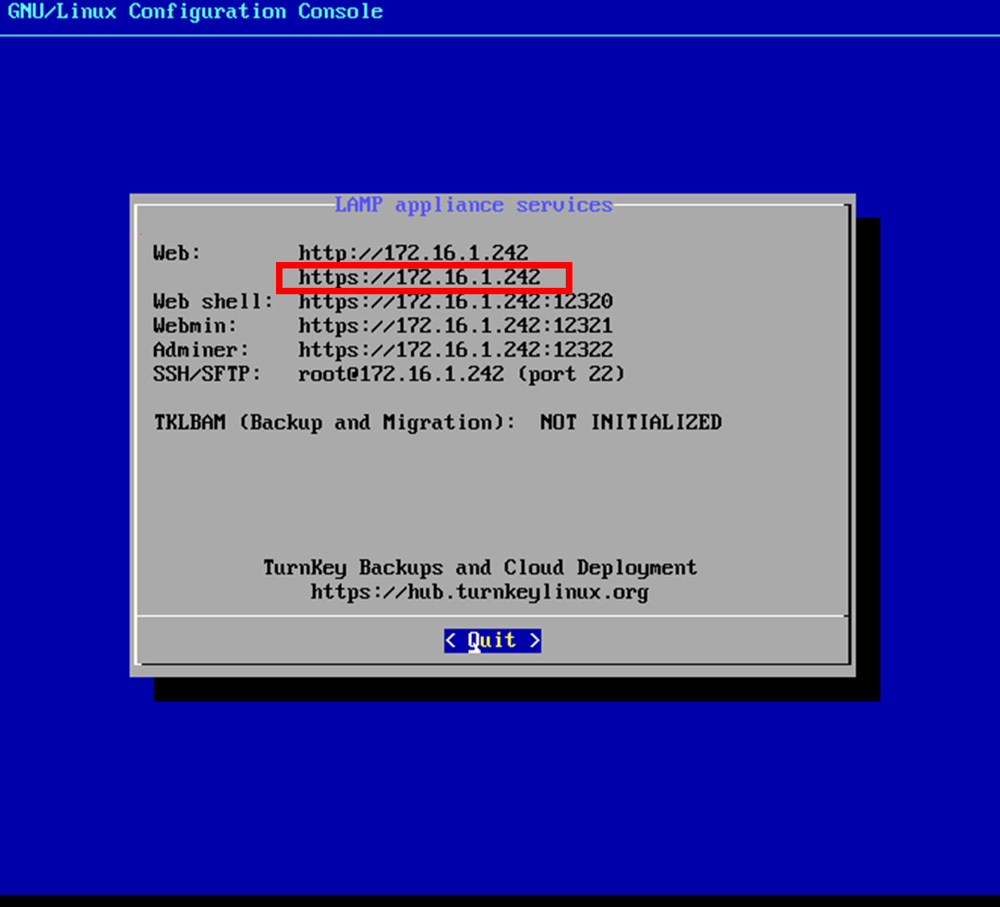 GNU/Linux Configuration Console
LAMP appliance services
Web: http://172.16.1.242
https://172.16.1.242
Web shell: https://172.16.1.242:12320
Webmin: https://172.16.1.242:12321
Adminer: https://172.16.1.242:12322
SSH/SFTP: root@172.16.1.242 (port 22)
TKLBAM (Backup and Migration): NOT INITIALIZED
TurnKey Backups and Cloud Deployment
https://hub.turnkeylinux.org
< Quit >